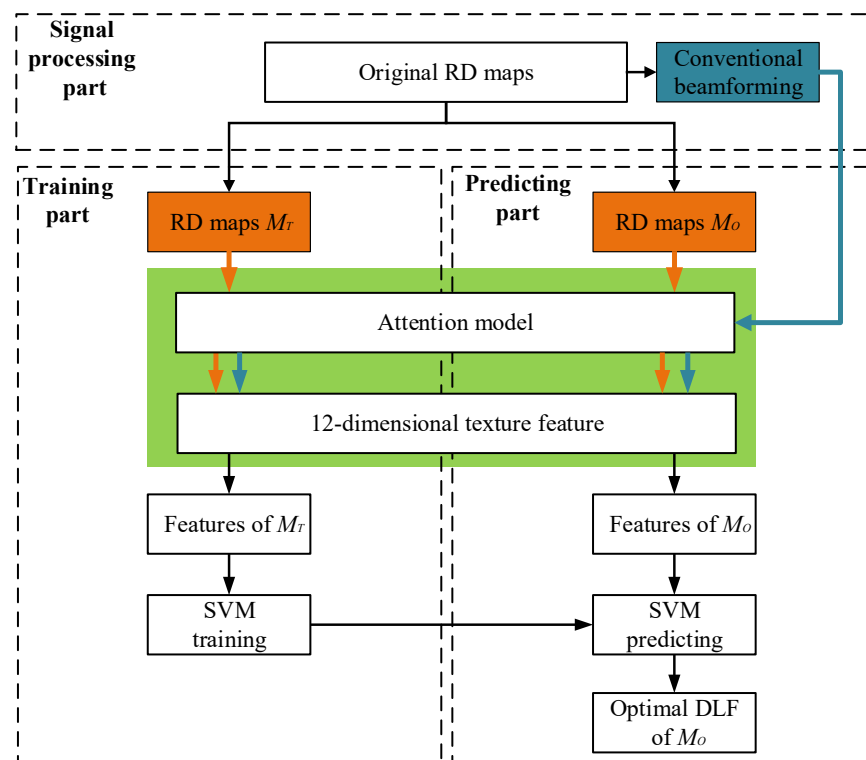 Signal
processing
part
Original RD maps
Conventional
beamforming
Training
part
Predicting
part
RD maps MT
RD maps MO
Attention model
12-dimensional texture feature
Features of MT
Features of MO
SVM
training
SVM
predicting
Optimal DLF
of MO